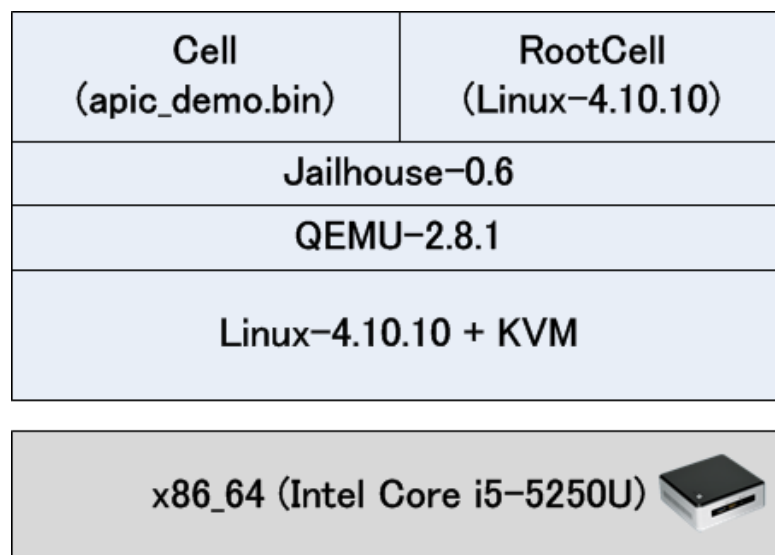 Cell
(apic_demo.bin)
RootCell
(Linux-4.10.10)
Jailhouse-0.6
QEMU-2.8.1
Linux-4.10.10 + KVM
x86_64 (Intel Core i5-5250U)